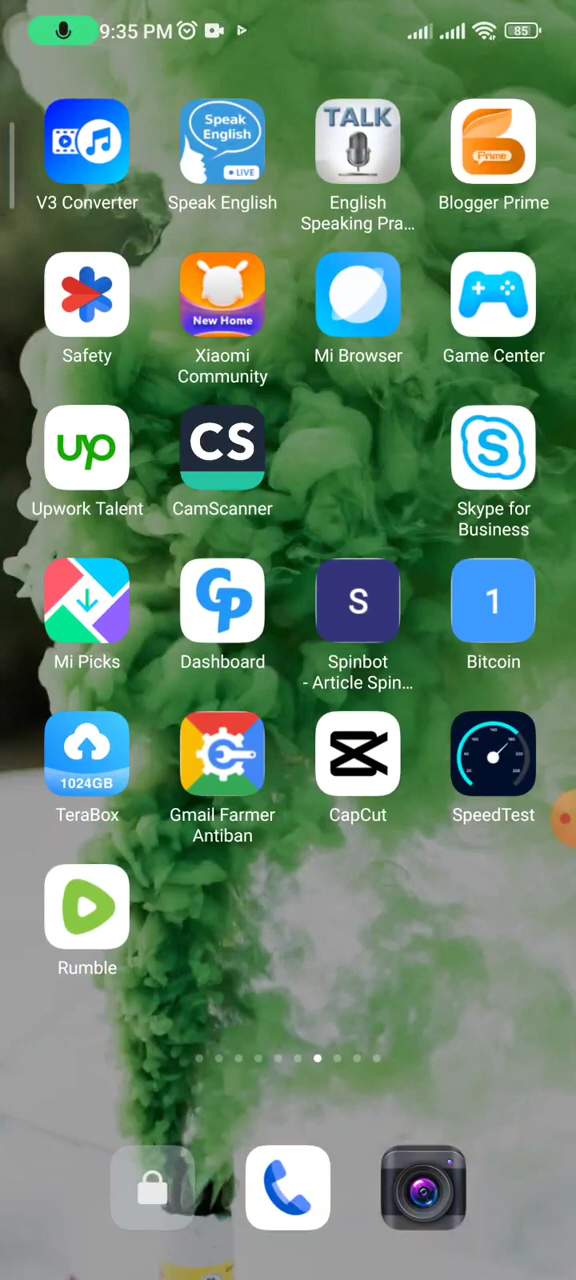 9:35 PM
85
Speak
English
LIVE
TALK
Prime
V3 Converter
Speak English
English
Speaking Pra...
Blogger Prime
New Home
Safety
Xiaomi
Community
Mi Browser
Game Center
up
CS
S
Upwork Talent
CamScanner
Skype for
Business
GP
S
1
Mi Picks
Dashboard
Spinbot
- Article Spin...
Bitcoin
1024GB
TeraBox
Gmail Farmer
Antiban
CapCut
SpeedTest
Rumble